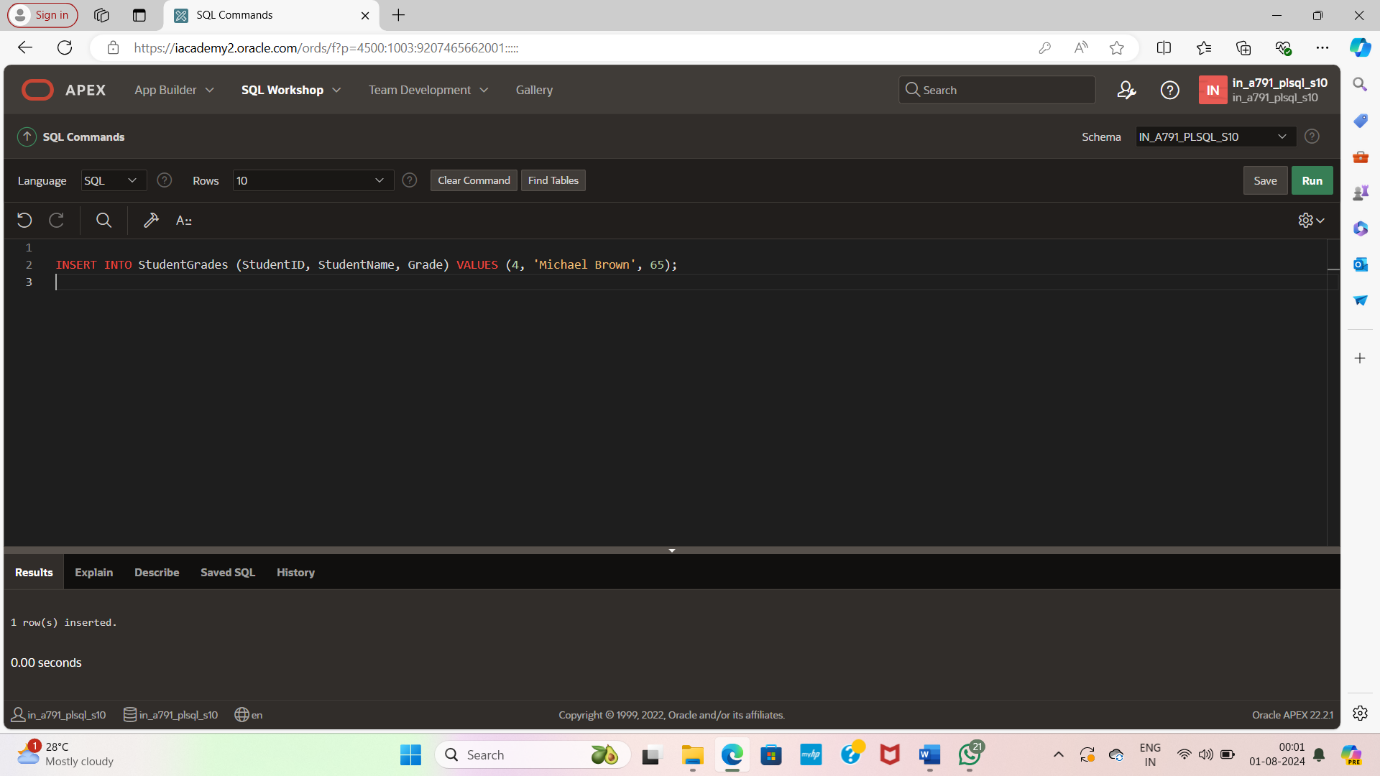 Sign in
SQL Commands
https://iacademy2.oracle.com/ords/f?p=4500:1003:9207465662001:::::
APEX App Builder SQL Workshop Team Development Gallery Search IN in_a791_plsql_s10
in_a791_plsql_s10
SQL Commands Schema IN_A791_PLSQL_S10
Language SQL Rows 10 Clear Command Find Tables Save Run
A::
1
2 INSERT INTO StudentGrades (StudentID, StudentName, Grade) VALUES (4, 'Michael Brown', 65);
3
Results Explain Describe Saved SQL History
1 row(s) inserted.
0.00 seconds
in_a791_plsql_s10 in_a791_plsql_s10 en Copyright © 1999, 2022, Oracle and/or its affiliates. Oracle APEX 22.2.1
1 28°C
Mostly cloudy
Search
21
ENG
IN
00:01
01-08-2024
PRE